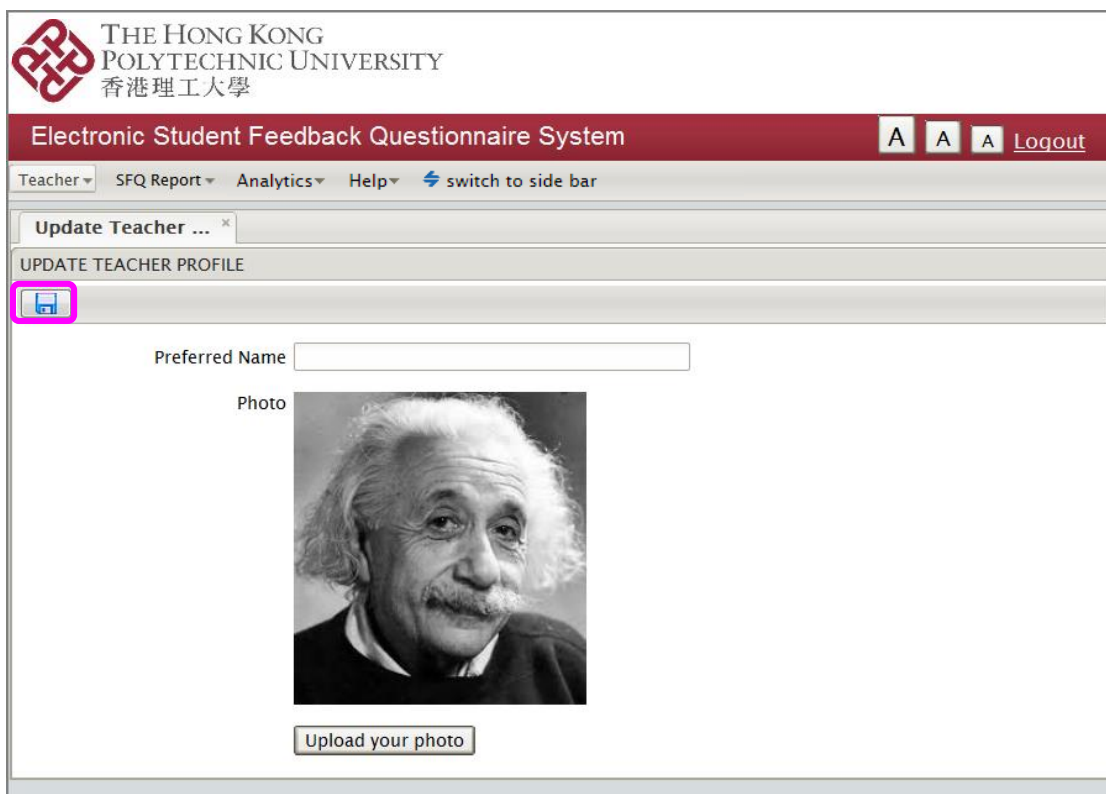 THE HONG KONG
POLYTECHNIC UNIVERSITY
香港理工大學
Electronic Student Feedback Questionnaire System
A A A Logout
Teacher SFQ Report Analytics Help switch to side bar
Update Teacher ... ×
UPDATE TEACHER PROFILE
Preferred Name
Photo
Upload your photo